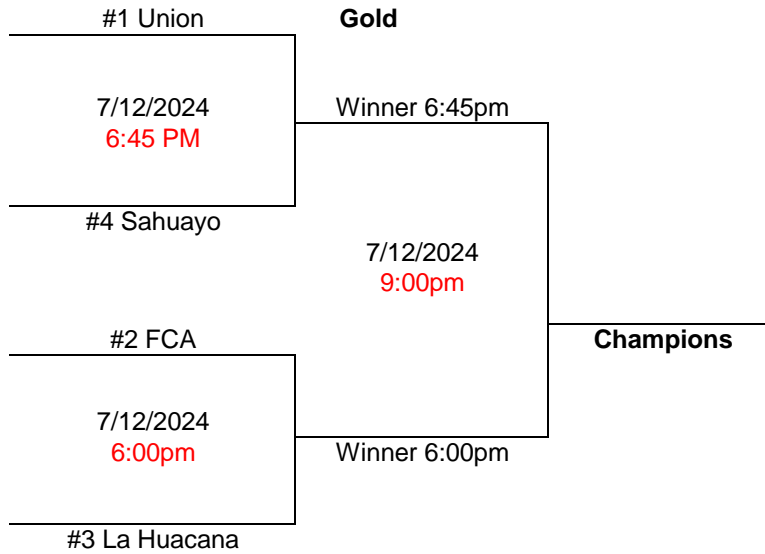 #1 Union
Gold
7/12/2024
6:45 PM
Winner 6:45pm
#4 Sahuayo
7/12/2024
9:00pm
#2 FCA
Champions
7/12/2024
6:00pm
Winner 6:00pm
#3 La Huacana